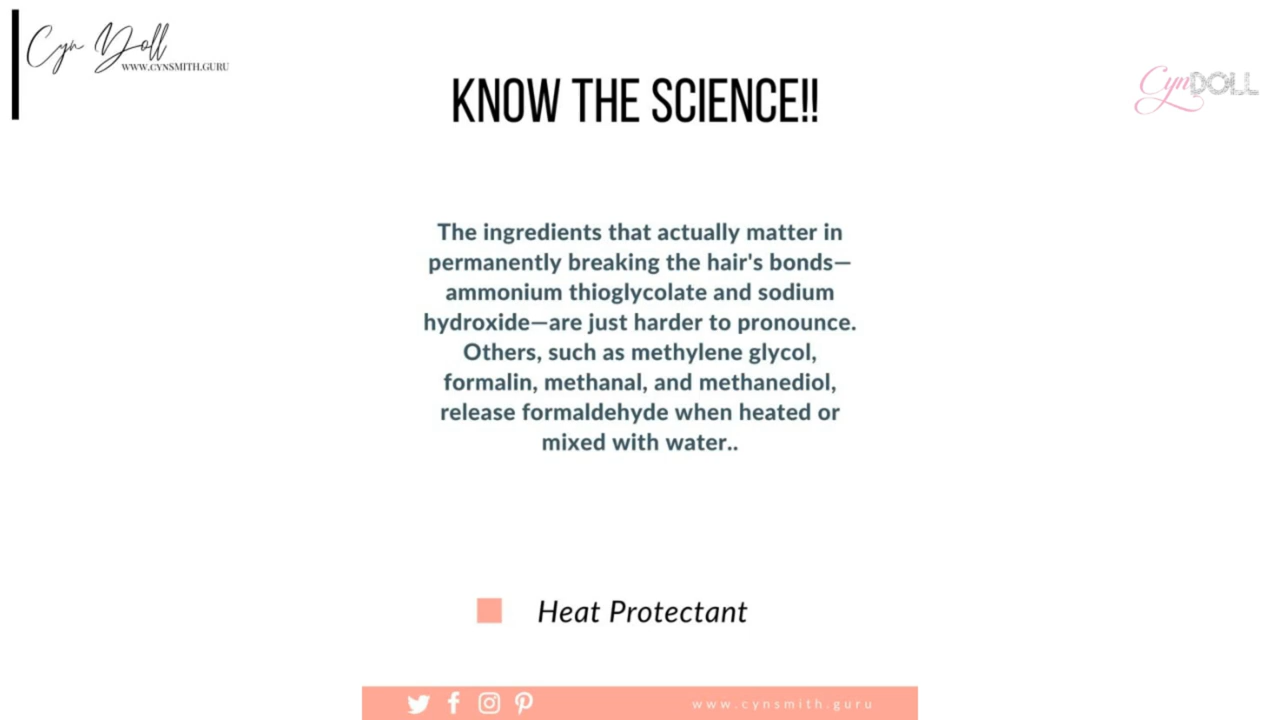 Cyn Doll
WWW.CYNSMITH.GURU
CynDOLL
KNOW THE SCIENCE!!
The ingredients that actually matter in
permanently breaking the hair's bonds—
ammonium thioglycolate and sodium
hydroxide—are just harder to pronounce.
Others, such as methylene glycol,
formalin, methanal, and methanediol,
release formaldehyde when heated or
mixed with water..
Heat Protectant
www.cynsmith.guru